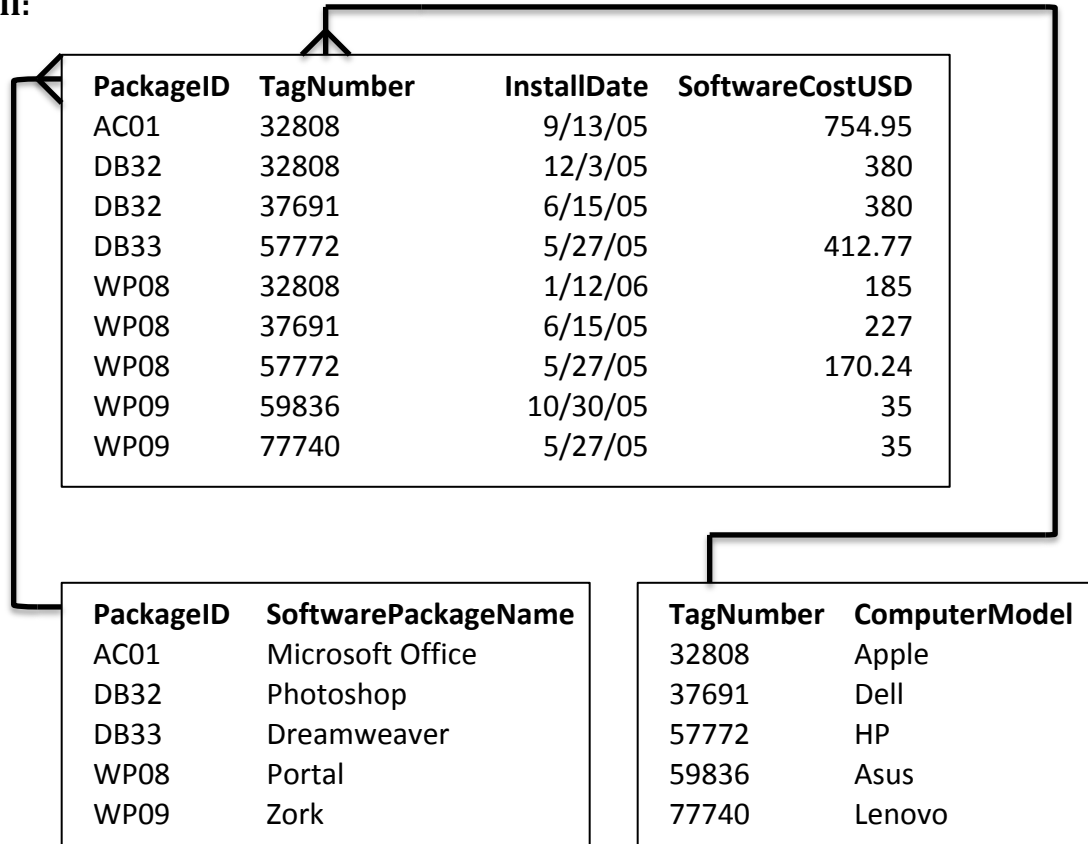 PackageID TagNumber InstallDate SoftwareCostUSD
AC01 32808 9/13/05 754.95
DB32 32808 12/3/05 380
DB32 37691 6/15/05 380
DB33 57772 5/27/05 412.77
WP08 32808 1/12/06 185
WP08 37691 6/15/05 227
WP08 57772 5/27/05 170.24
WP09 59836 10/30/05 35
WP09 77740 5/27/05 35
PackageID SoftwarePackageName
AC01 Microsoft Office
DB32 Photoshop
DB33 Dreamweaver
WP08 Portal
WP09 Zork
TagNumber ComputerModel
32808 Apple
37691 Dell
57772 HP
59836 Asus
77740 Lenovo